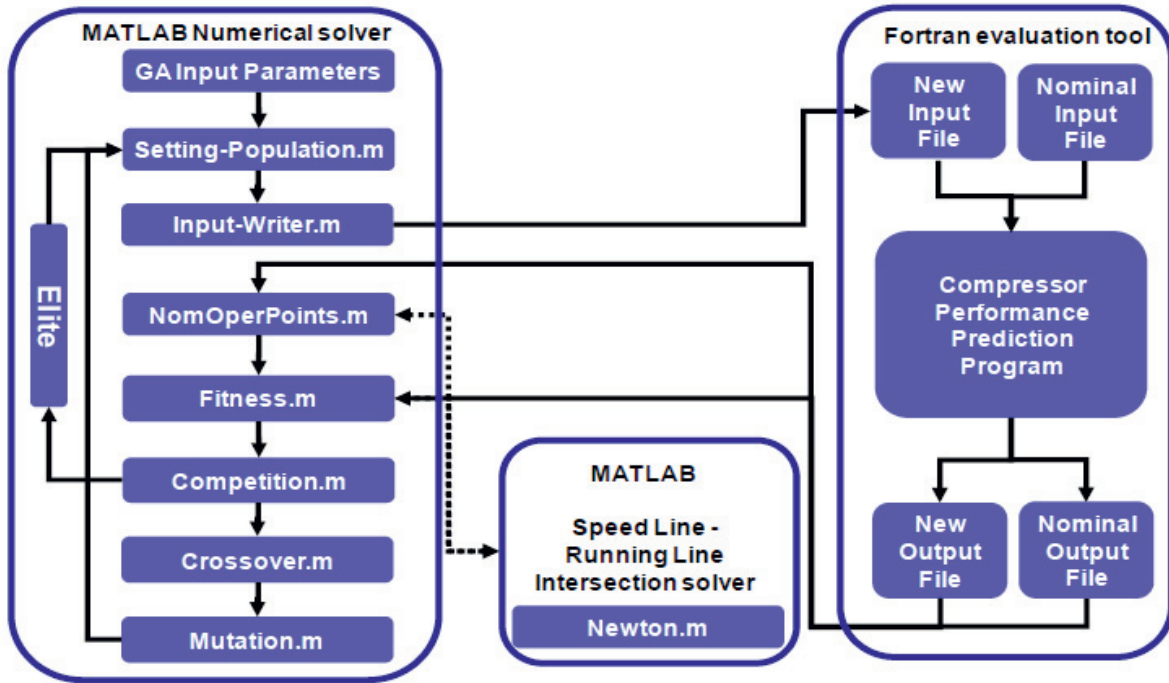 MATLAB Numerical solver
GA Input Parameters
Setting-Population.m
Input-Writer.m
NomOperPoints.m
Fitness.m
Competition.m
Crossover.m
Mutation.m
Elite
MATLAB
Speed Line -
Running Line
Intersection solver
Newton.m
Fortran evaluation tool
New
Input
File
Nominal
Input
File
Compressor
Performance
Prediction
Program
New
Output
File
Nominal
Output
File